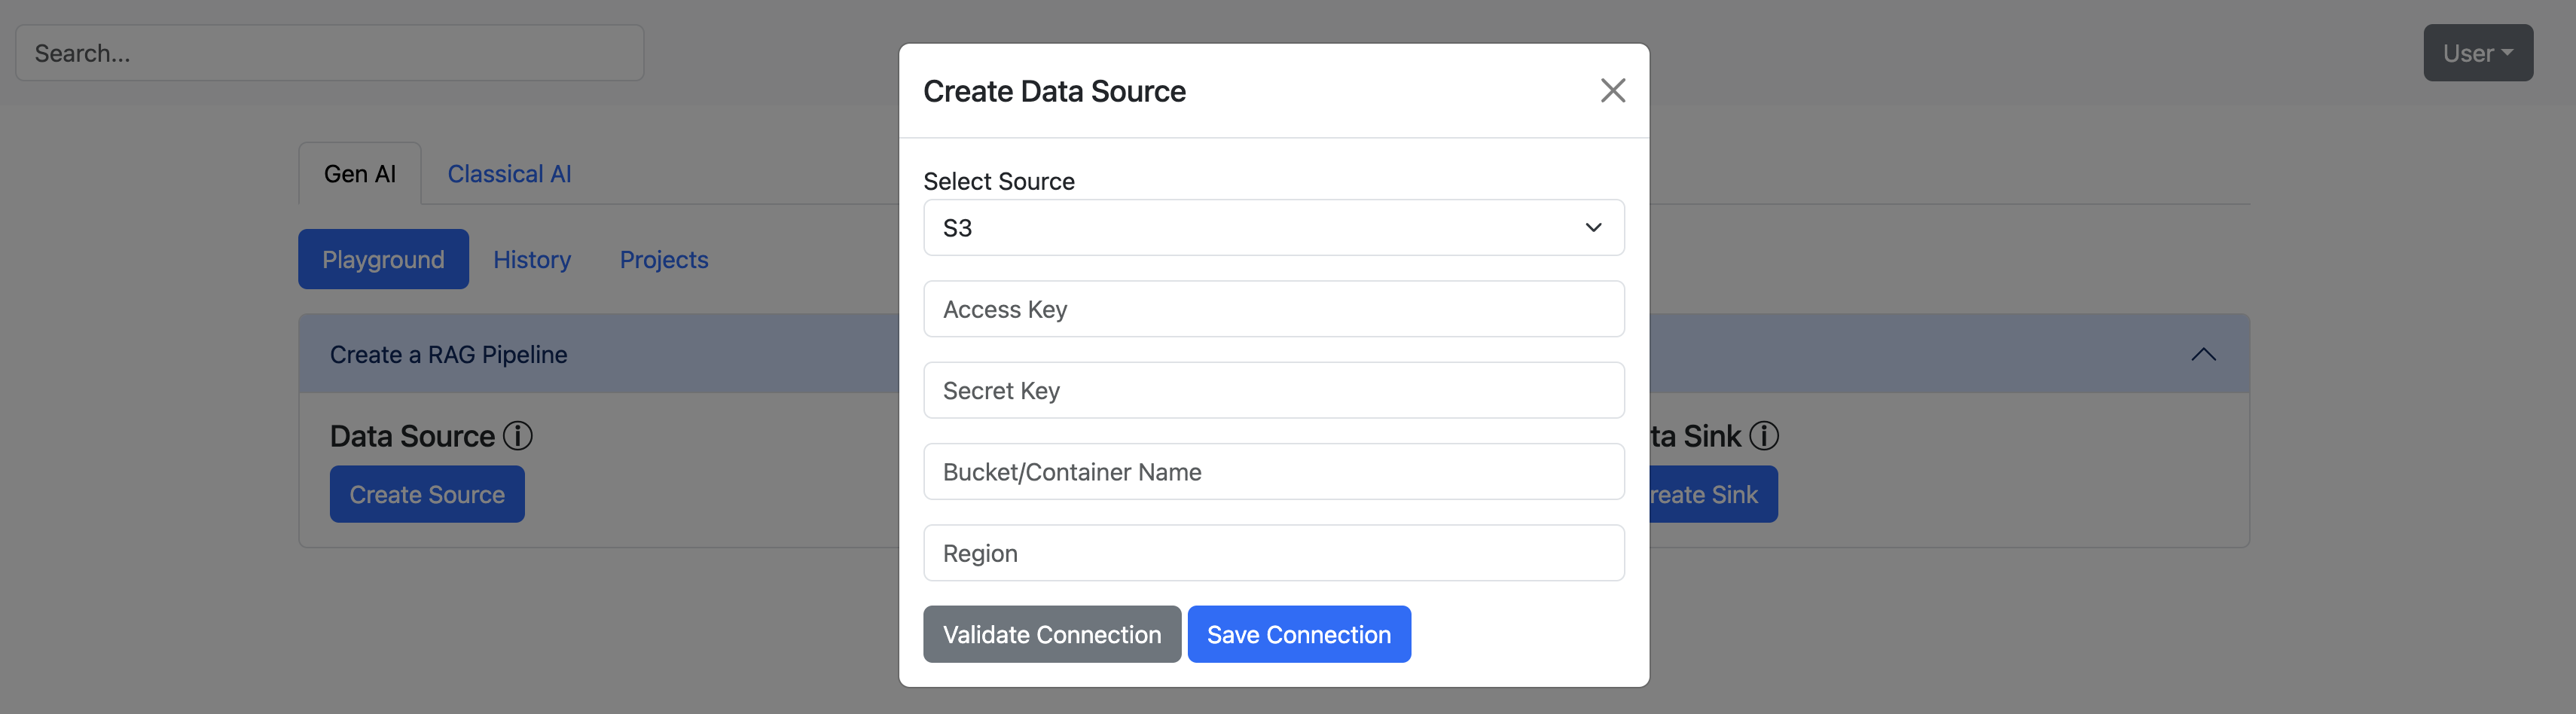 Search...
User
Create Data Source
Gen AI
Classical AI
Select Source
S3
Playground
History
Projects
Access Key
Create a RAG Pipeline
Secret Key
Data Source
ta Sink
Bucket/Container Name
Create Source
reate Sink
Region
Validate Connection
Save Connection